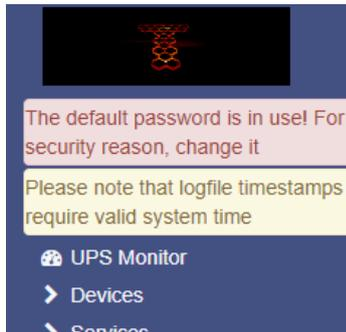 The default password is in use! For
security reason, change it
Please note that logfile timestamps
require valid system time
UPS Monitor
Devices
Services